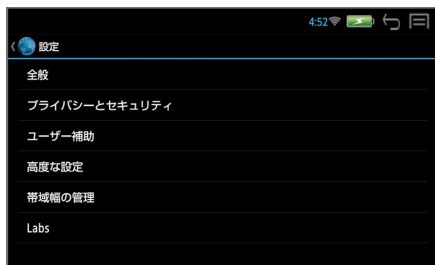 4:52
設定
全般
プライバシーとセキュリティ
ユーザー補助
高度な設定
帯域幅の管理
Labs